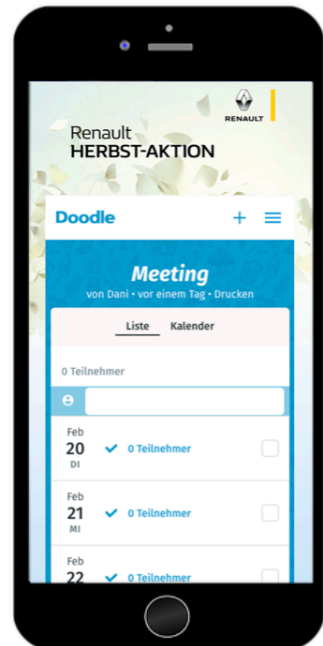 RENAULT
Renault
HERBST-AKTION
Doodle
Meeting
von Dani • vor einem Tag • Drucken
Liste Kalender
0 Teilnehmer
Feb
20 0 Teilnehmer
DI
Feb
21 0 Teilnehmer
MI
Feb
22 0 Teilnehmer